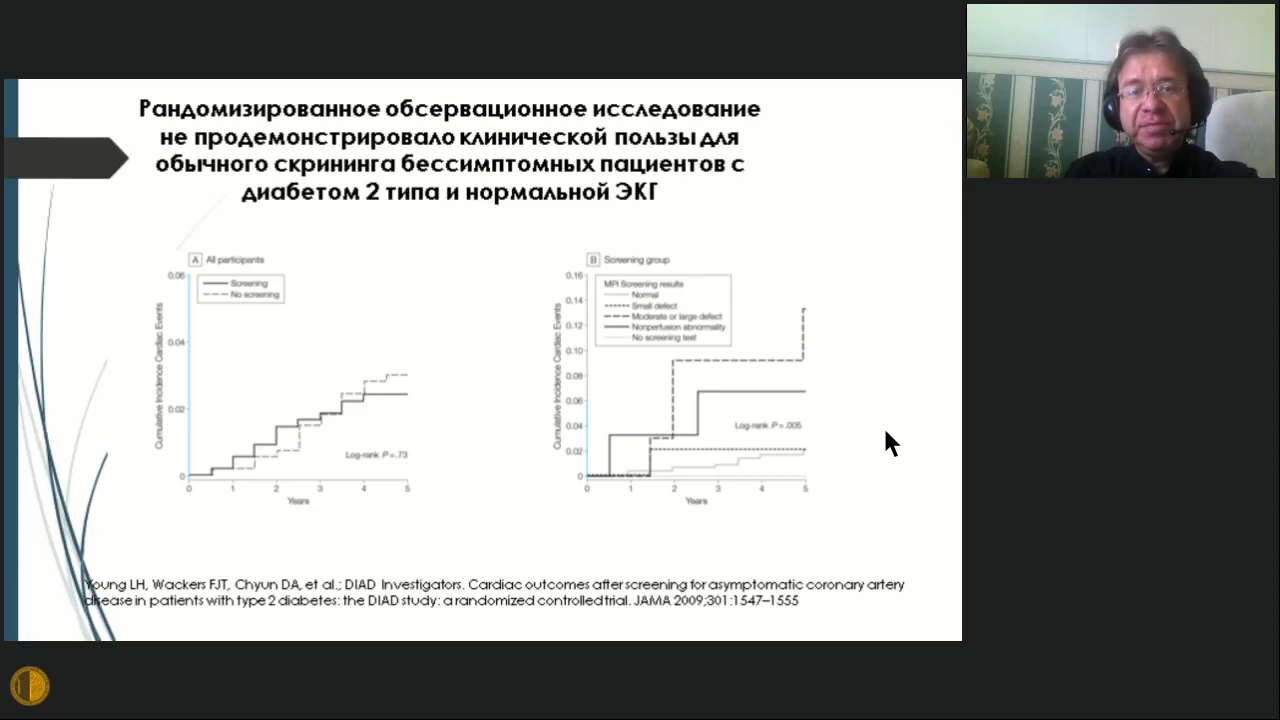 Рандомизированное обсервационное исследование
не продемонстрировало клинической пользы для
обычного скрининга бессимптомных пациентов с
диабетом 2 типа и нормальной ЭКГ
A All participants
Screening
No screening
Cumulative Incidence Cardiac Events
0.06
0.04
0.02
0
Log-rank P=.73
0 1 2 3 4 5
Years
B Screening group
MPI Screening results
Normal
Small defect
Moderate or large defect
Nonperfusion abnormality
No screening test
Cumulative Incidence Cardiac Events
0.16
0.14
0.12
0.10
0.08
0.06
0.04
0.02
0
Log-rank P=.005
0 1 2 3 4 5
Years
Young LH, Wackers FJT, Chyun DA, et al.; DIAD Investigators. Cardiac outcomes after screening for asymptomatic coronary artery
disease in patients with type 2 diabetes: the DIAD study: a randomized controlled trial. JAMA 2009;301:1547–1555